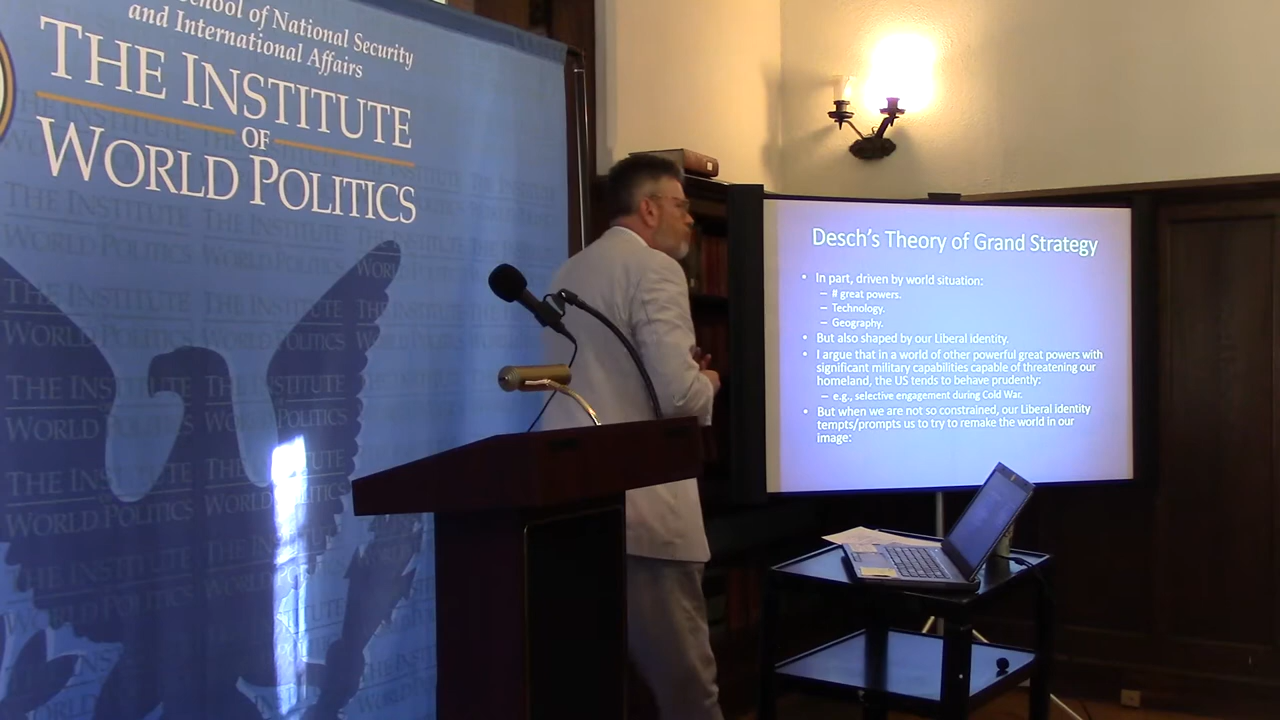 School of National Security
and International Affairs
THE INSTITUTE
OF
WORLD POLITICS
Desch's Theory of Grand Strategy
• In part, driven by world situation:
– # great powers.
– Technology.
– Geography.
• But also shaped by our Liberal identity.
• I argue that in a world of other powerful great powers with
significant military capabilities capable of threatening our
homeland, the US tends to behave prudently:
– e.g., selective engagement during Cold War.
• But when we are not so constrained, our Liberal identity
tempts/prompts us to try to remake the world in our
image: